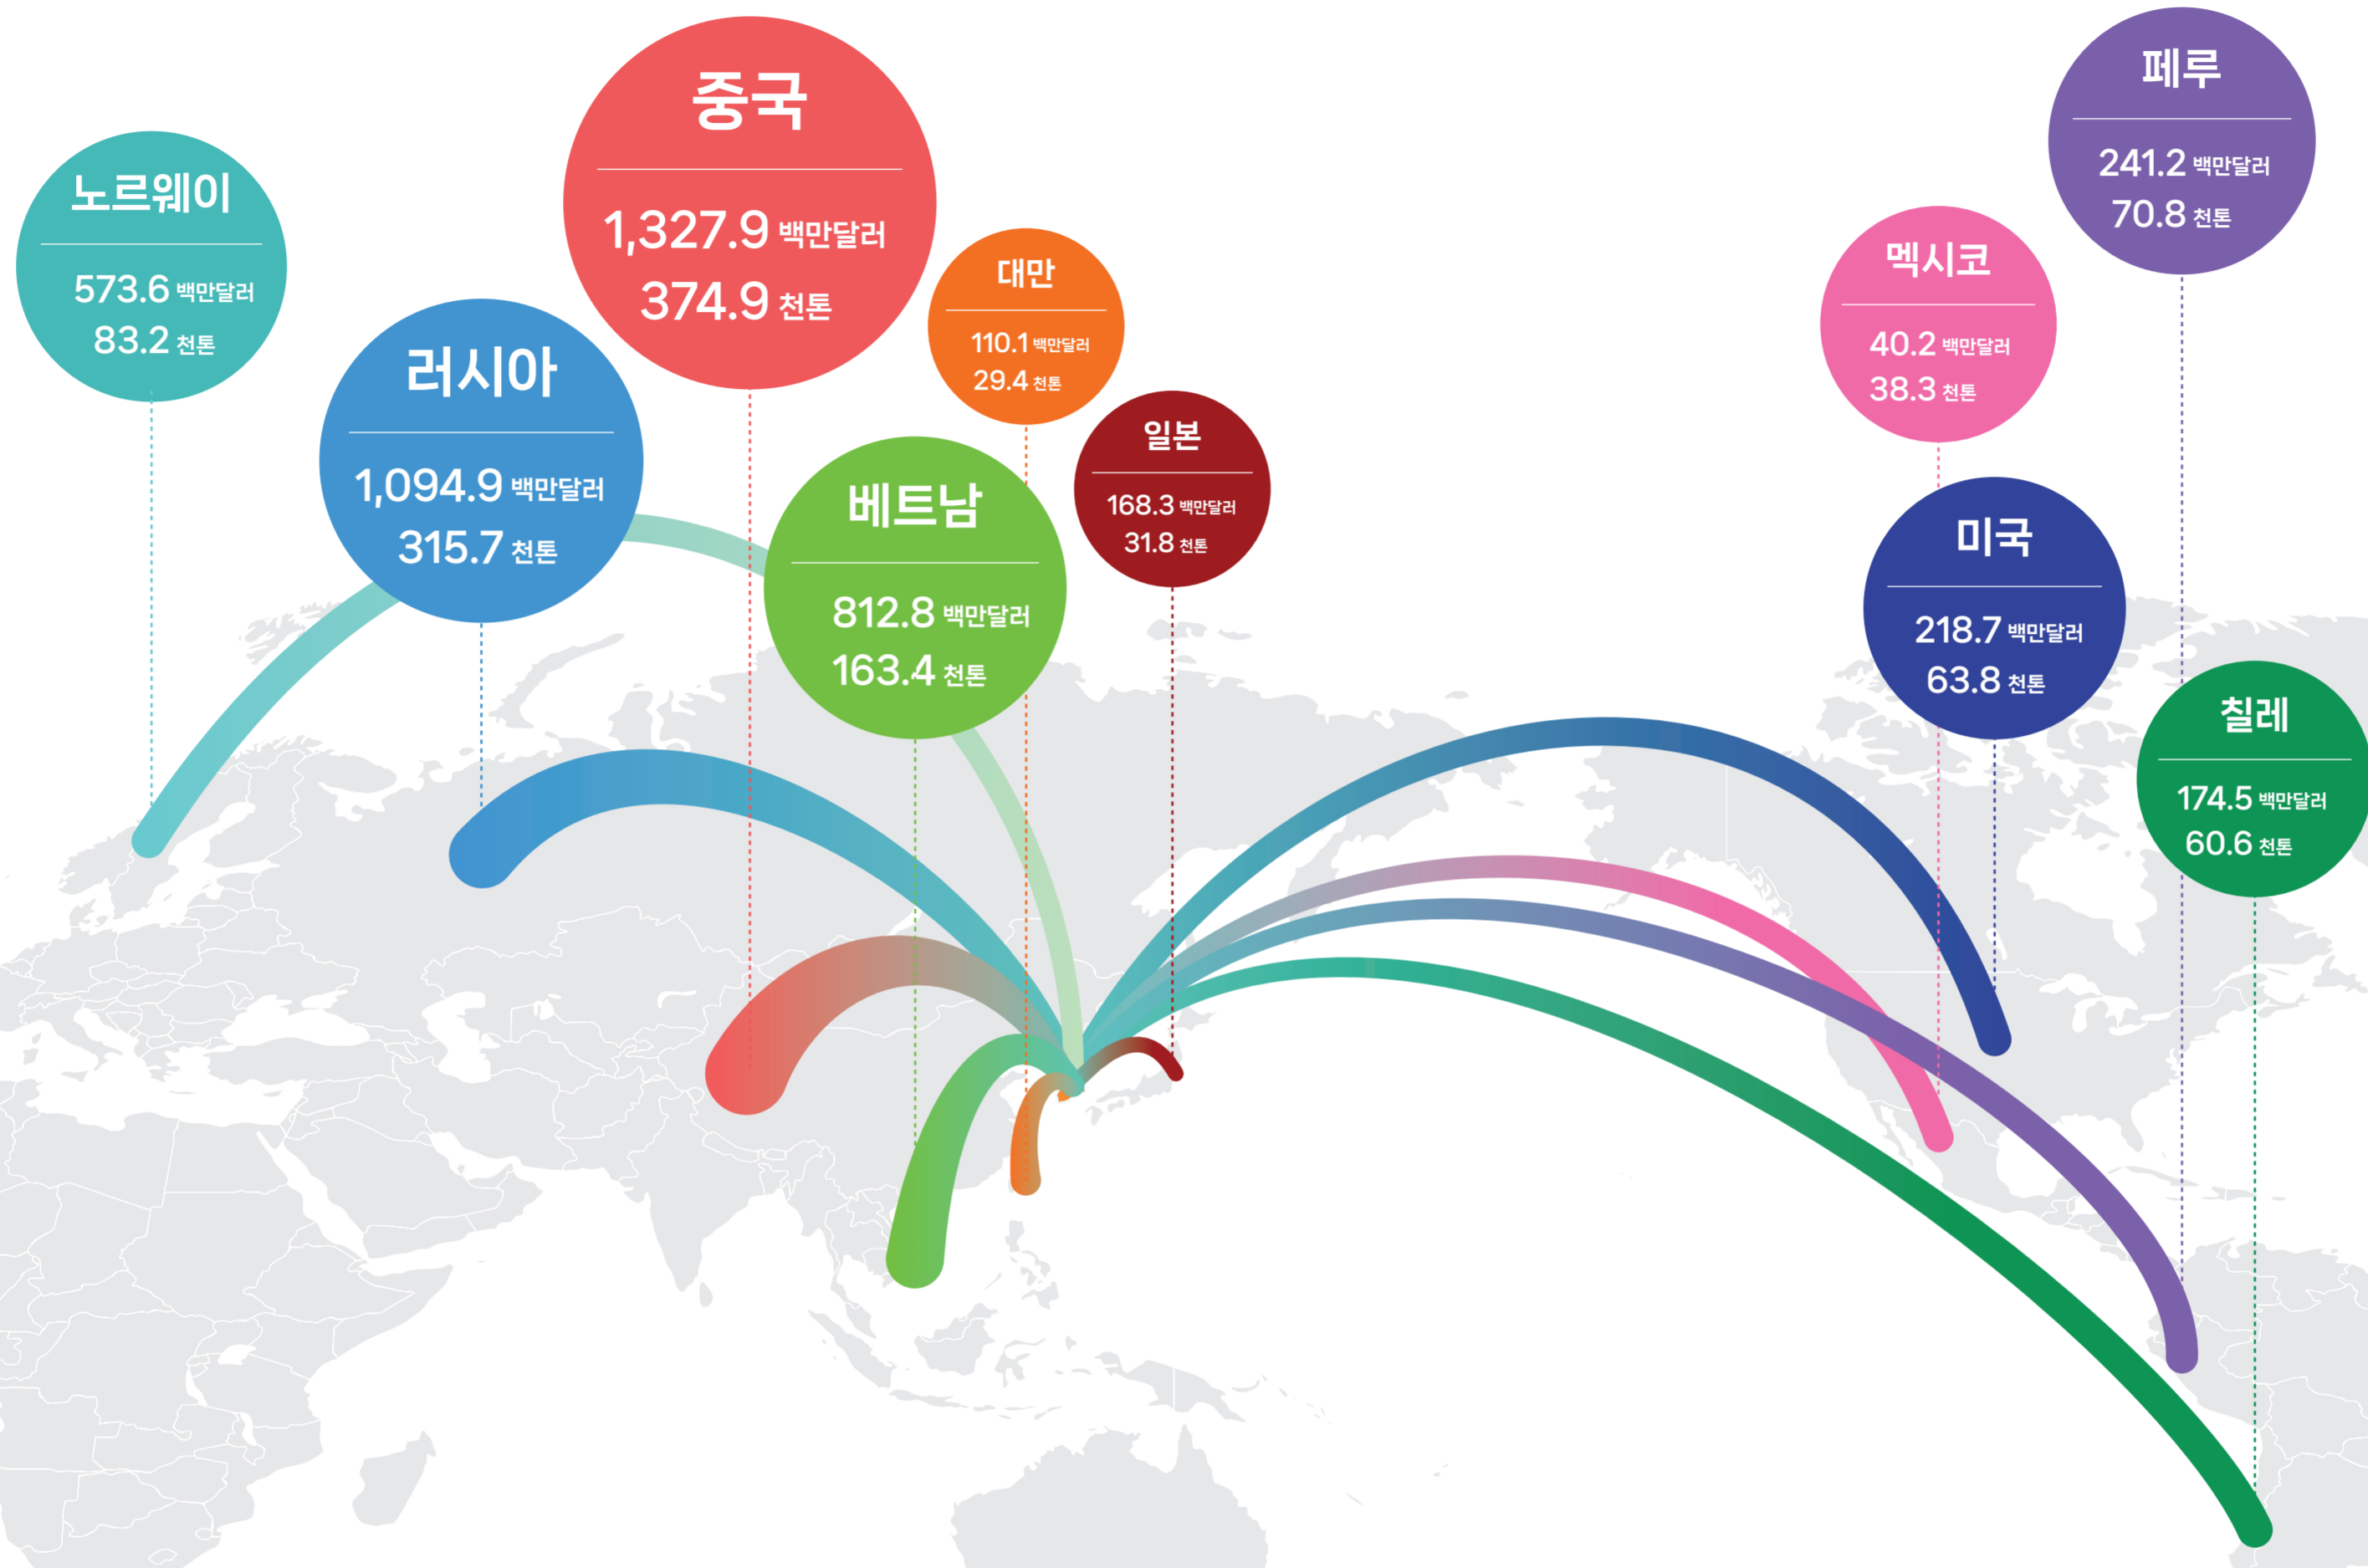 노르웨이
573.6 백만달러
83.2 천톤
러시아
1,094.9 백만달러
315.7 천톤
중국
1,327.9 백만달러
374.9 천톤
베트남
812.8 백만달러
163.4 천톤
대만
110.1 백만달러
29.4 천톤
일본
168.3 백만달러
31.8 천톤
멕시코
40.2 백만달러
38.3 천톤
미국
218.7 백만달러
63.8 천톤
페루
241.2 백만달러
70.8 천톤
칠레
174.5 백만달러
60.6 천톤